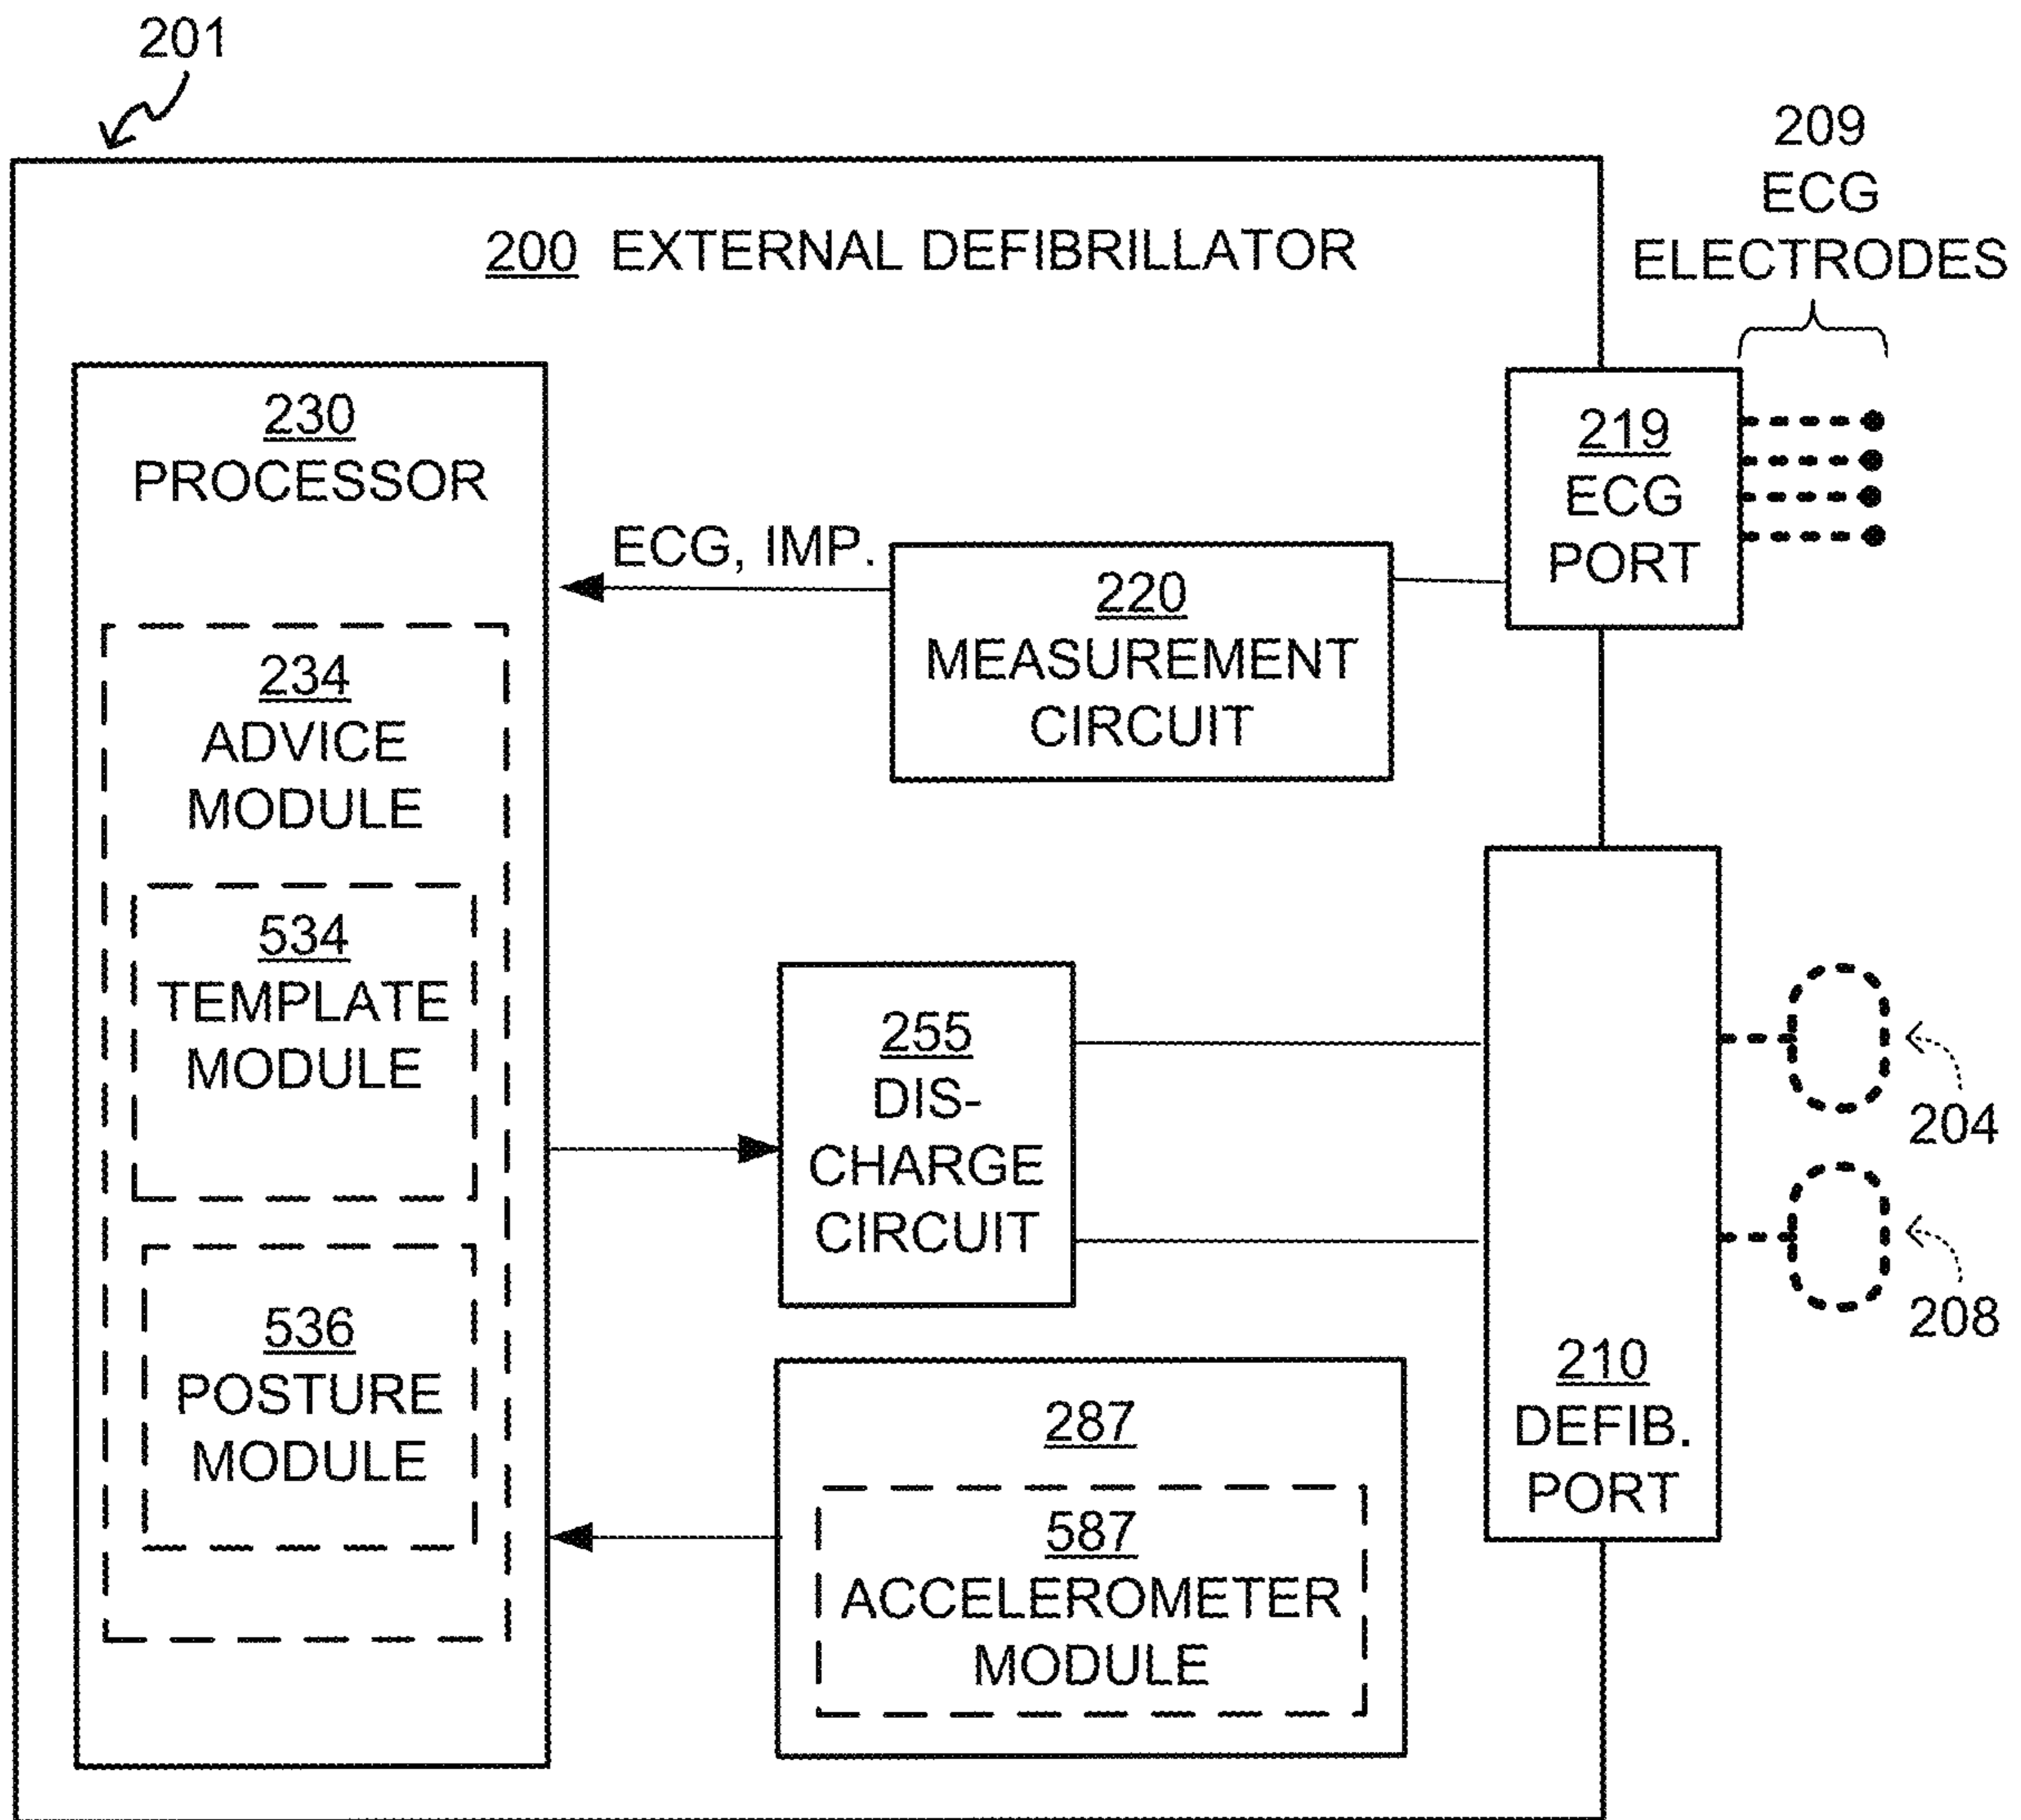 201
209
ECG
ELECTRODES
200 EXTERNAL DEFIBRILLATOR
230
PROCESSOR
219
ECG
PORT
ECG, IMP.
220
MEASUREMENT
CIRCUIT
234
ADVICE
MODULE
534
TEMPLATE
MODULE
255
DIS-
CHARGE
CIRCUIT
204
208
536
POSTURE
MODULE
210
DEFIB.
PORT
287
587
ACCELEROMETER
MODULE